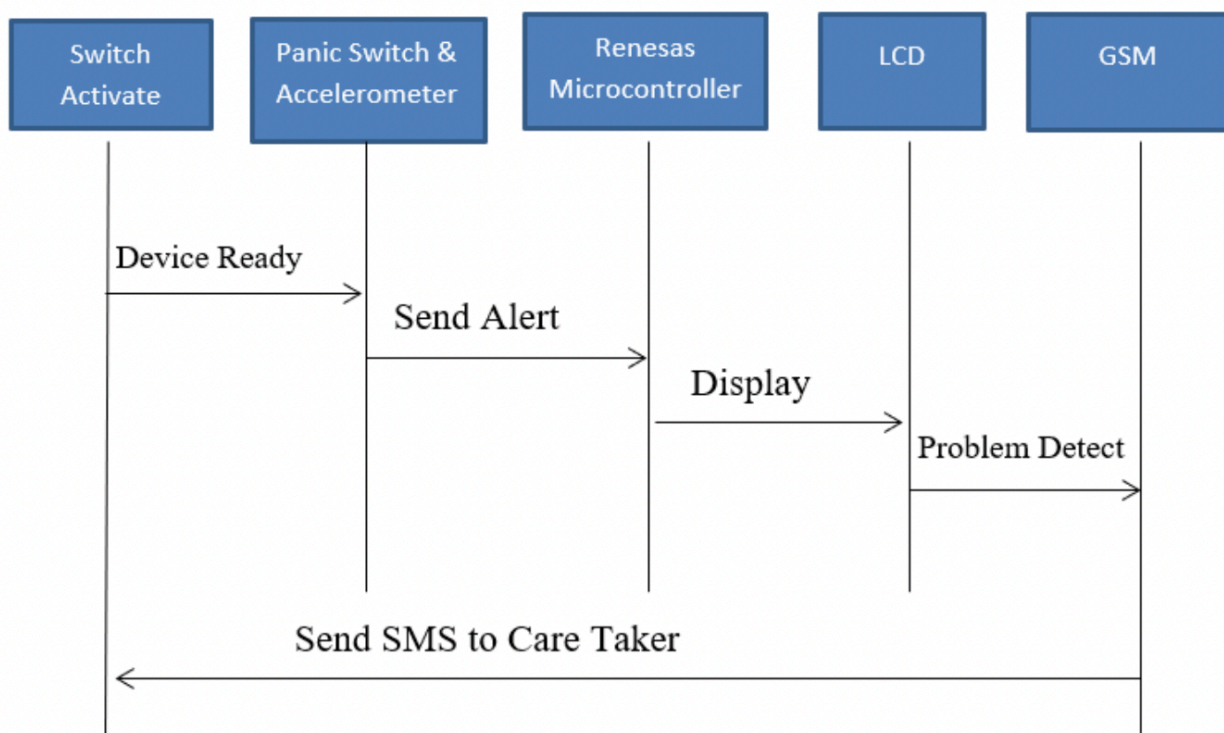 Switch
Activate
Panic Switch &
Accelerometer
Renesas
Microcontroller
LCD
GSM
Device Ready
Send Alert
Display
Problem Detect
Send SMS to Care Taker